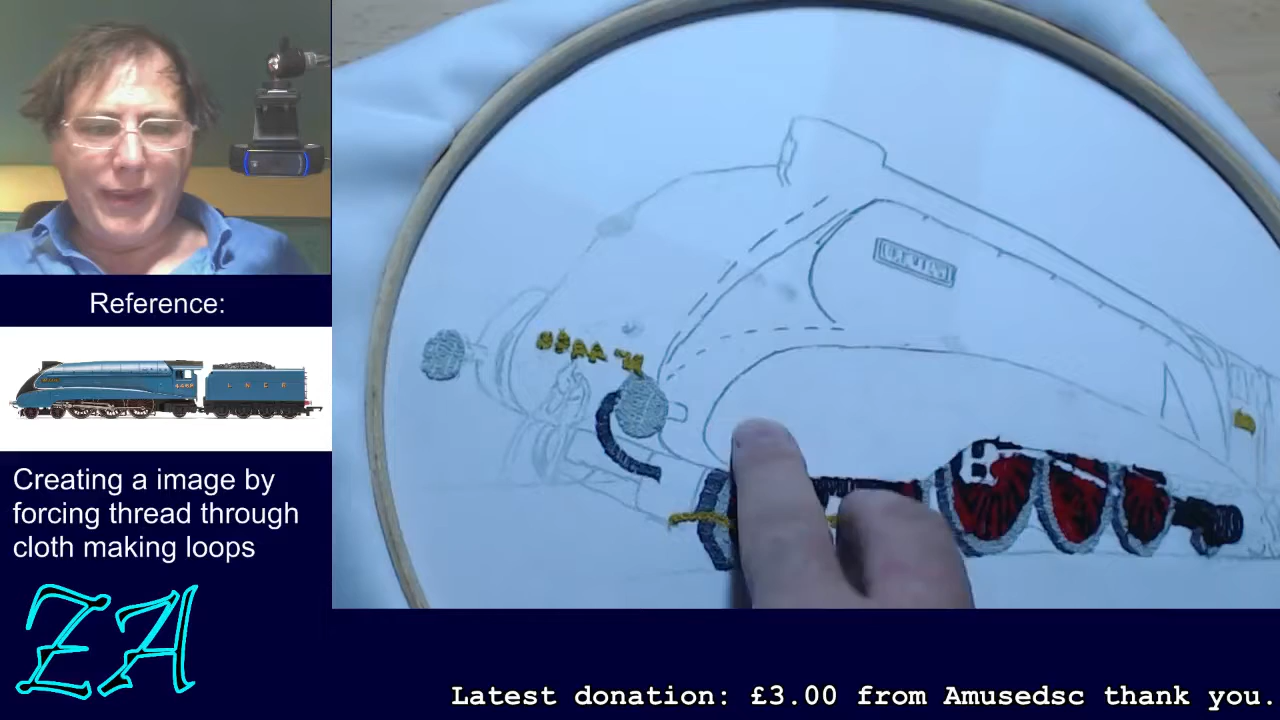 Reference:
Creating a image by
forcing thread through
cloth making loops
ZA
Latest donation: £3.00 from Amusedsc thank you.